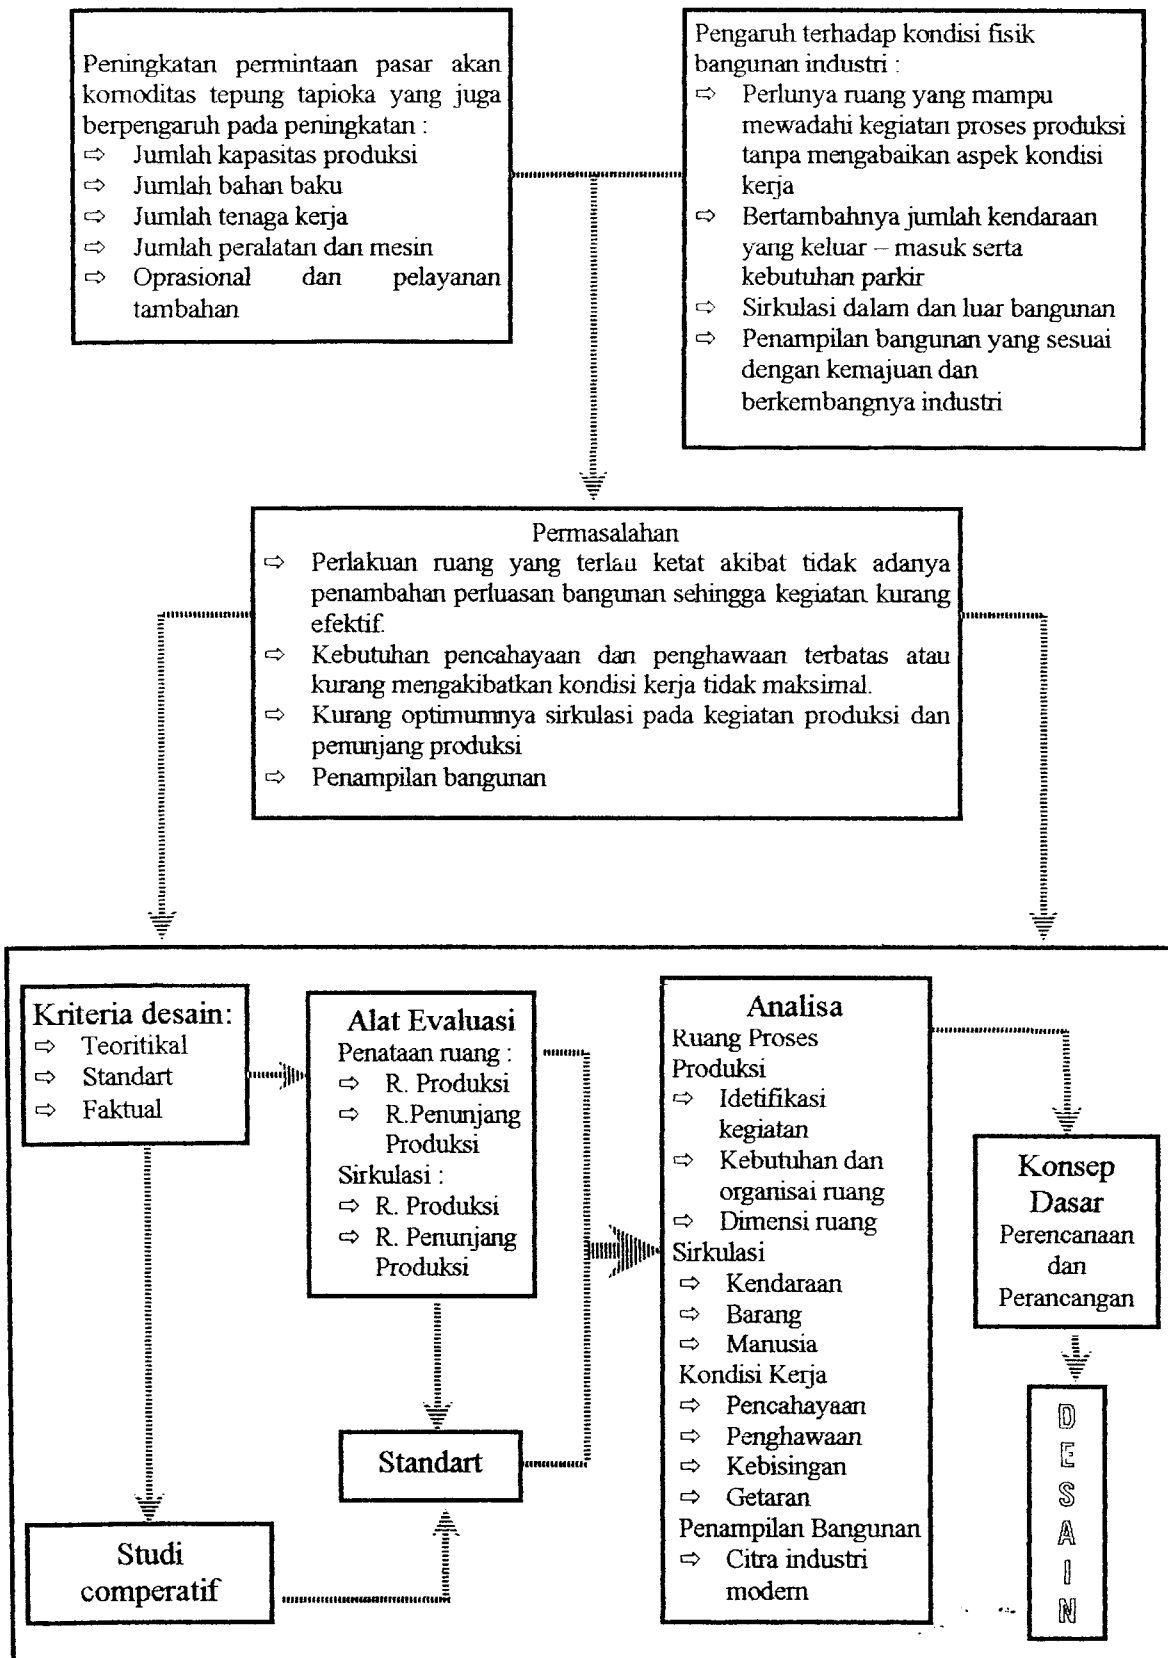 Peningkatan permintaan pasar akan
komoditas tepung tapioka yang juga
berpengaruh pada peningkatan :
⇨ Jumlah kapasitas produksi
⇨ Jumlah bahan baku
⇨ Jumlah tenaga kerja
⇨ Jumlah peralatan dan mesin
⇨ Oprasional dan pelayanan
tambahan
Pengaruh terhadap kondisi fisik
bangunan industri :
⇨ Perlunya ruang yang mampu
mewadahi kegiatan proses produksi
tanpa mengabaikan aspek kondisi
kerja
⇨ Bertambahnya jumlah kendaraan
yang keluar – masuk serta
kebutuhan parkir
⇨ Sirkulasi dalam dan luar bangunan
⇨ Penampilan bangunan yang sesuai
dengan kemajuan dan
berkembangnya industri
Permasalahan
⇨ Perlakuan ruang yang terlau ketat akibat tidak adanya
penambahan perluasan bangunan sehingga kegiatan kurang
efektif.
⇨ Kebutuhan pencahayaan dan penghawaan terbatas atau
kurang mengakibatkan kondisi kerja tidak maksimal.
⇨ Kurang optimumnya sirkulasi pada kegiatan produksi dan
penunjang produksi
⇨ Penampilan bangunan
Kriteria desain:
⇨ Teoritikal
⇨ Standart
⇨ Faktual
Alat Evaluasi
Penataan ruang :
⇨ R. Produksi
⇨ R.Penunjang
Produksi
Sirkulasi :
⇨ R. Produksi
⇨ R. Penunjang
Produksi
Standart
Studi
comperatif
Analisa
Ruang Proses
Produksi
⇨ Idetifikasi
kegiatan
⇨ Kebutuhan dan
organisai ruang
⇨ Dimensi ruang
Sirkulasi
⇨ Kendaraan
⇨ Barang
⇨ Manusia
Kondisi Kerja
⇨ Pencahayaan
⇨ Penghawaan
⇨ Kebisingan
⇨ Getaran
Penampilan Bangunan
⇨ Citra industri
modern
Konsep
Dasar
Perencanaan
dan
Perancangan
D
E
S
A
I
N